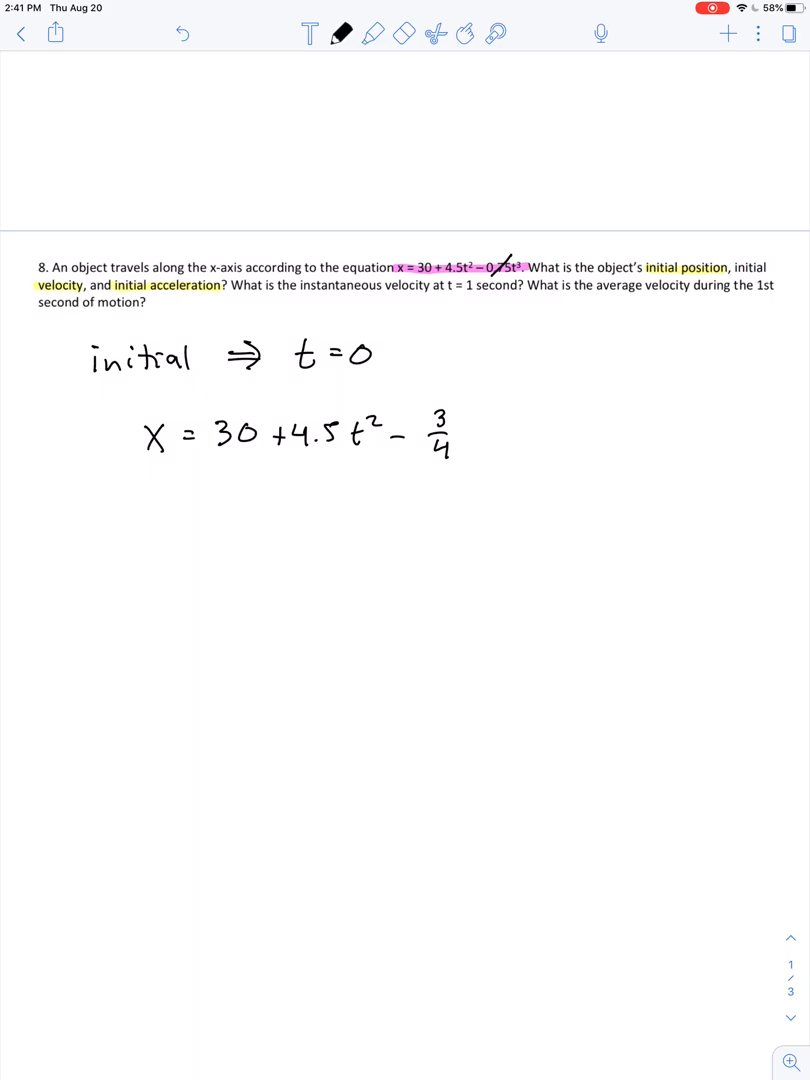 2:41 PM Thu Aug 20
58%
8. An object travels along the x-axis according to the equation x = 30 + 4.5t² – 0.75t³. What is the object's initial position, initial
velocity, and initial acceleration? What is the instantaneous velocity at t = 1 second? What is the average velocity during the 1st
second of motion?
initial ⇒ t = 0
x = 30 + 4.5 t² - 3/4
1
/
3